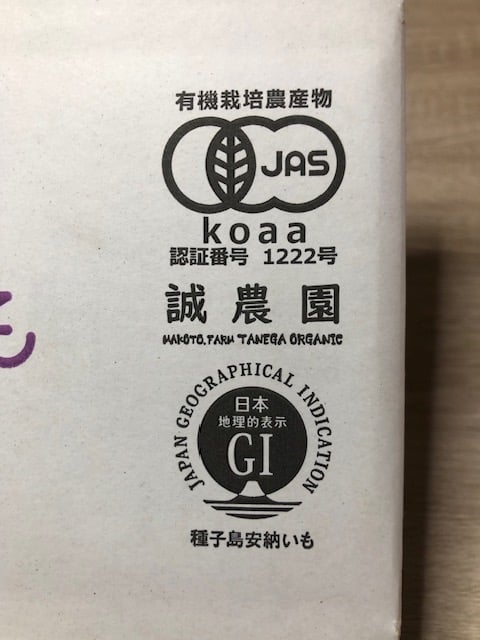 有機栽培農産物
JAS
koaa
認証番号 1222号
誠農園
MAKOTO.FARM TANEGA ORGANIC
JAPAN GEOGRAPHICAL INDICATION
日本
地理的表示
GI
種子島安納いも
も